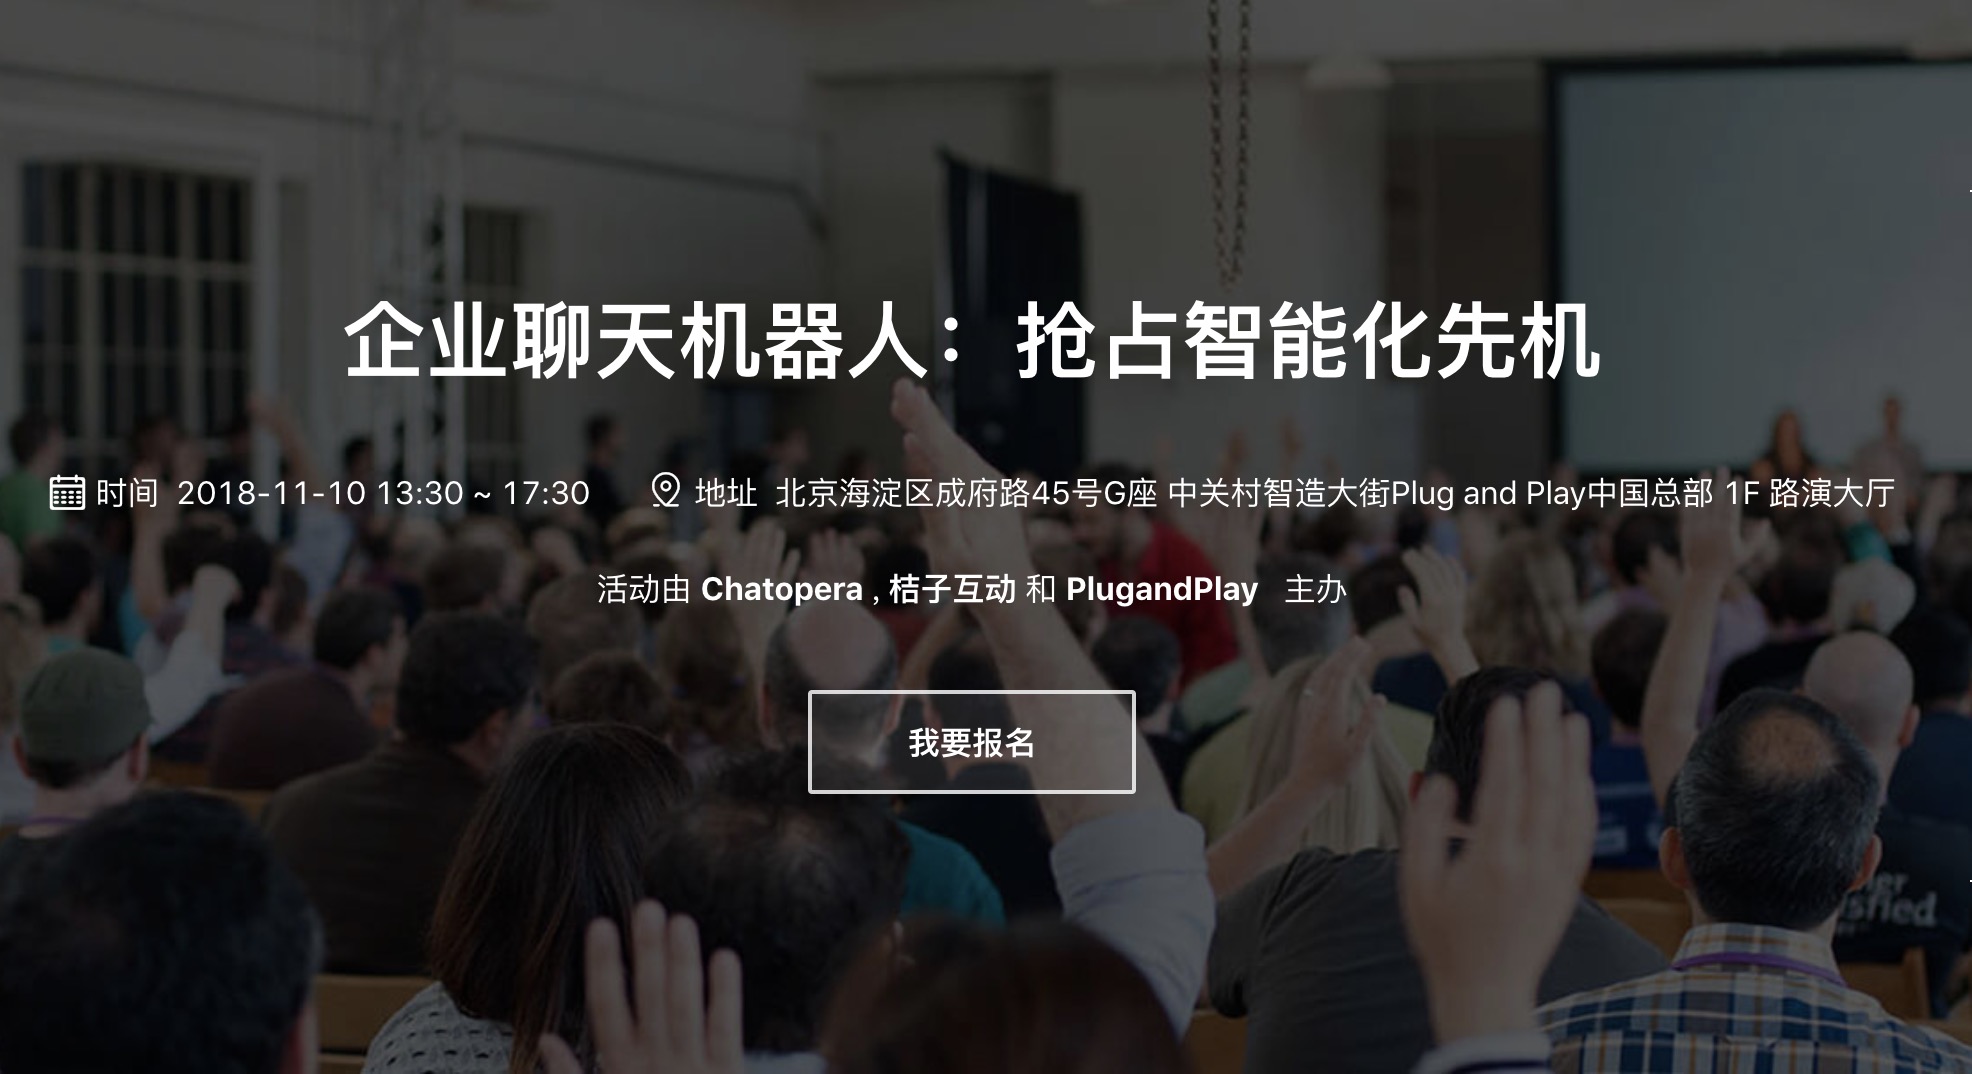 企业聊天机器人：抢占智能化先机
时间 2018-11-10 13:30 ~ 17:30 地址 北京海淀区成府路45号G座 中关村智造大街Plug and Play中国总部 1F 路演大厅
活动由 Chatopera , 桔子互动 和 PlugandPlay 主办
我要报名